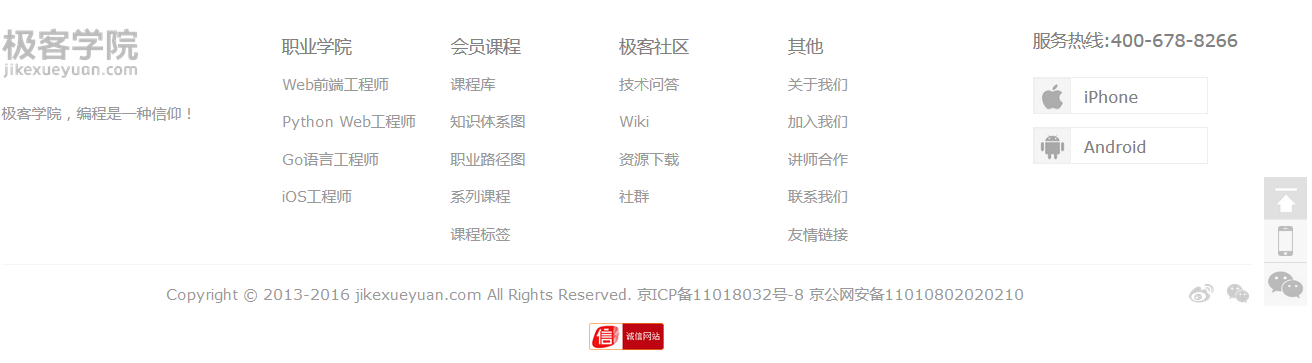 极客学院
jikexueyuan.com
极客学院，编程是一种信仰！
职业学院
Web前端工程师
Python Web工程师
Go语言工程师
iOS工程师
会员课程
课程库
知识体系图
职业路径图
系列课程
课程标签
极客社区
技术问答
Wiki
资源下载
社群
其他
关于我们
加入我们
讲师合作
联系我们
友情链接
服务热线:400-678-8266
iPhone
Android
Copyright © 2013-2016 jikexueyuan.com All Rights Reserved. 京ICP备11018032号-8 京公网安备11010802020210
信 诚信网站